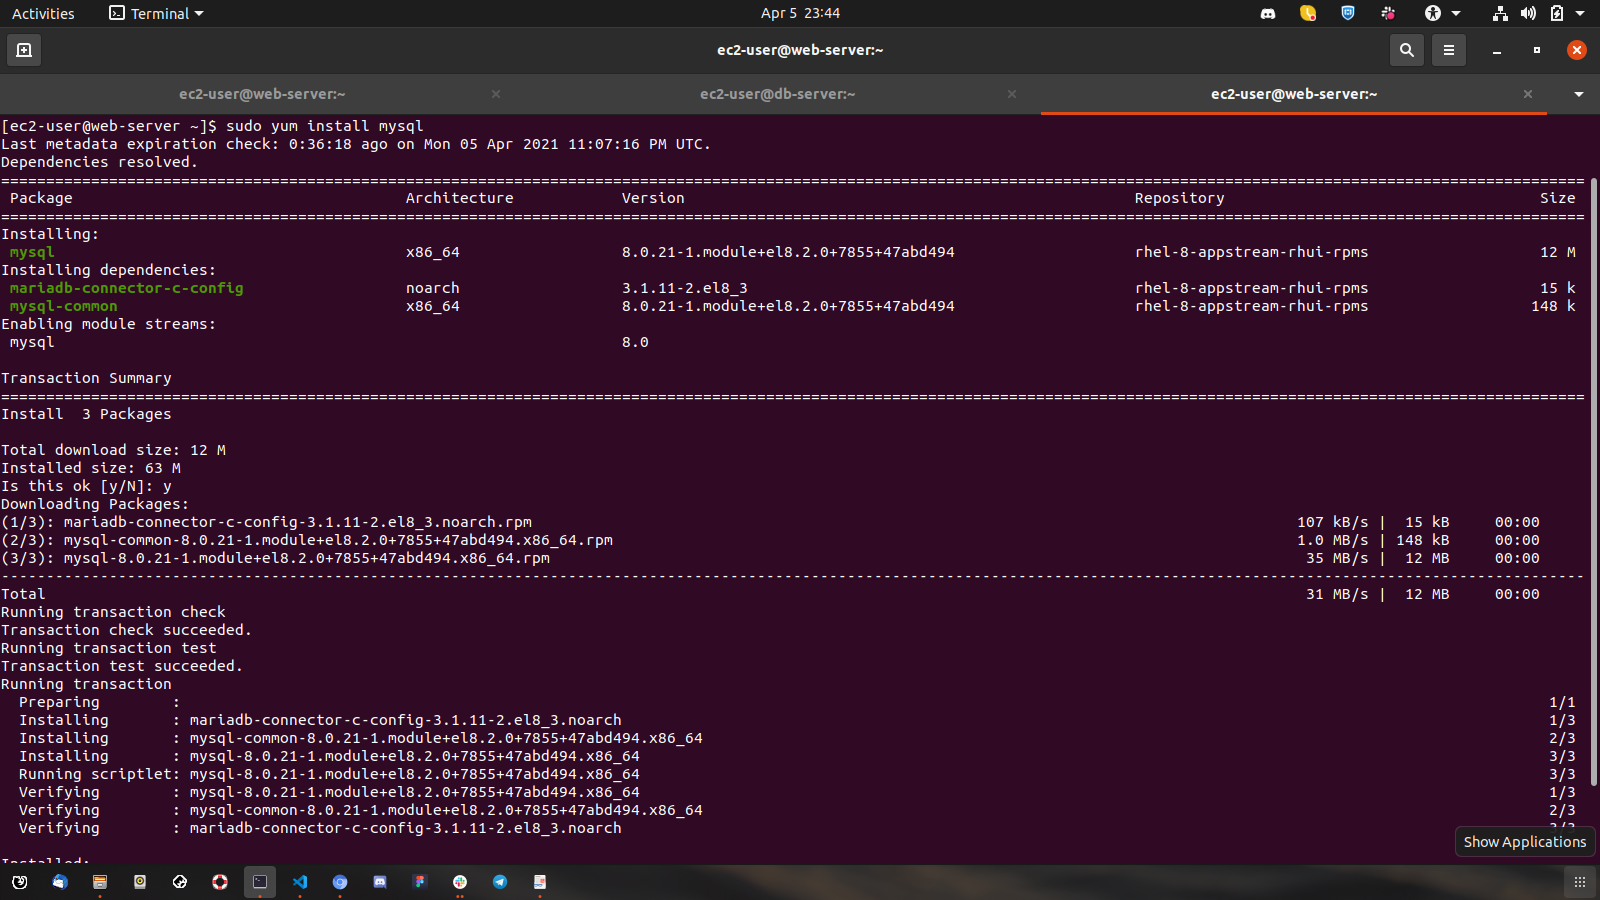 Activities Terminal Apr 5 23:44
ec2-user@web-server:~
ec2-user@web-server:~ ec2-user@db-server:~ ec2-user@web-server:~
[ec2-user@web-server ~]$ sudo yum install mysql
Last metadata expiration check: 0:36:18 ago on Mon 05 Apr 2021 11:07:16 PM UTC.
Dependencies resolved.
================================================================================
Package Architecture Version Repository Size
================================================================================
Installing:
mysql x86_64 8.0.21-1.module+el8.2.0+7855+47abd494 rhel-8-appstream-rhui-rpms 12 M
Installing dependencies:
mariadb-connector-c-config noarch 3.1.11-2.el8_3 rhel-8-appstream-rhui-rpms 15 k
mysql-common x86_64 8.0.21-1.module+el8.2.0+7855+47abd494 rhel-8-appstream-rhui-rpms 148 k
Enabling module streams:
mysql 8.0
Transaction Summary
================================================================================
Install 3 Packages
Total download size: 12 M
Installed size: 63 M
Is this ok [y/N]: y
Downloading Packages:
(1/3): mariadb-connector-c-config-3.1.11-2.el8_3.noarch.rpm 107 kB/s | 15 kB 00:00
(2/3): mysql-common-8.0.21-1.module+el8.2.0+7855+47abd494.x86_64.rpm 1.0 MB/s | 148 kB 00:00
(3/3): mysql-8.0.21-1.module+el8.2.0+7855+47abd494.x86_64.rpm 35 MB/s | 12 MB 00:00
--------------------------------------------------------------------------------
Total 31 MB/s | 12 MB 00:00
Running transaction check
Transaction check succeeded.
Running transaction test
Transaction test succeeded.
Running transaction
Preparing : 1/1
Installing : mariadb-connector-c-config-3.1.11-2.el8_3.noarch 1/3
Installing : mysql-common-8.0.21-1.module+el8.2.0+7855+47abd494.x86_64 2/3
Installing : mysql-8.0.21-1.module+el8.2.0+7855+47abd494.x86_64 3/3
Running scriptlet: mysql-8.0.21-1.module+el8.2.0+7855+47abd494.x86_64 3/3
Verifying : mysql-8.0.21-1.module+el8.2.0+7855+47abd494.x86_64 1/3
Verifying : mysql-common-8.0.21-1.module+el8.2.0+7855+47abd494.x86_64 2/3
Verifying : mariadb-connector-c-config-3.1.11-2.el8_3.noarch 3/3
Show Applications
Installed: